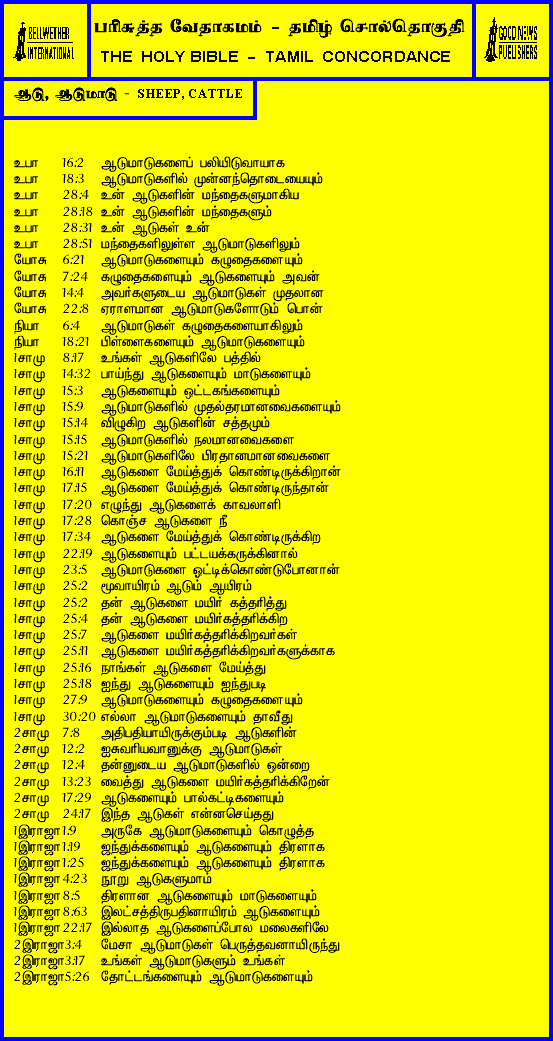 BELLWETHER
INTERNATIONAL
பரிசுத்த வேதாகமம் - தமிழ் சொல்தொகுதி
THE HOLY BIBLE - TAMIL CONCORDANCE
GOOD NEWS
PUBLISHERS
ஆடு, ஆடுமாடு - SHEEP, CATTLE
உபா 16:2 ஆடுமாடுகளைப் பலியிடுவாயாக
உபா 18:3 ஆடுமாடுகளில் முன்னந்தொடையையும்
உபா 28:4 உன் ஆடுகளின் மந்தைகளுமாகிய
உபா 28:18 உன் ஆடுகளின் மந்தைகளும்
உபா 28:31 உன் ஆடுகள் உன்
உபா 28:51 மந்தைகளிலுள்ள ஆடுமாடுகளிலும்
யோசு 6:21 ஆடுமாடுகளையும் கழுதைகளையும்
யோசு 7:24 கழுதைகளையும் ஆடுகளையும் அவன்
யோசு 14:4 அவர்களுடைய ஆடுமாடுகள் முதலான
யோசு 22:8 ஏராளமான ஆடுமாடுகளோடும் பொன்
நியா 6:4 ஆடுமாடுகள் கழுதைகளையாகிலும்
நியா 18:21 பிள்ளைகளையும் ஆடுமாடுகளையும்
1சாமு 8:17 உங்கள் ஆடுகளிலே பத்தில்
1சாமு 14:32 பாய்ந்து ஆடுகளையும் மாடுகளையும்
1சாமு 15:3 ஆடுகளையும் ஒட்டகங்களையும்
1சாமு 15:9 ஆடுமாடுகளில் முதல்தரமானவைகளையும்
1சாமு 15:14 விழுகிற ஆடுகளின் சத்தமும்
1சாமு 15:15 ஆடுமாடுகளில் நலமானவைகளை
1சாமு 15:21 ஆடுமாடுகளிலே பிரதானமானவைகளை
1சாமு 16:11 ஆடுகளை மேய்த்துக் கொண்டிருக்கிறான்
1சாமு 17:15 ஆடுகளை மேய்த்துக் கொண்டிருந்தான்
1சாமு 17:20 எழுந்து ஆடுகளைக் காவலாளி
1சாமு 17:28 கொஞ்ச ஆடுகளை நீ
1சாமு 17:34 ஆடுகளை மேய்த்துக் கொண்டிருக்கிற
1சாமு 22:19 ஆடுகளையும் பட்டயக்கருக்கினால்
1சாமு 23:5 ஆடுமாடுகளை ஓட்டிக்கொண்டுபோனான்
1சாமு 25:2 மூவாயிரம் ஆடும் ஆயிரம்
1சாமு 25:2 தன் ஆடுகளை மயிர் கத்தரித்து
1சாமு 25:4 தன் ஆடுகளை மயிர்கத்தரிக்கிற
1சாமு 25:7 ஆடுகளை மயிர்கத்தரிக்கிறவர்கள்
1சாமு 25:11 ஆடுகளை மயிர்கத்தரிக்கிறவர்களுக்காக
1சாமு 25:16 நாங்கள் ஆடுகளை மேய்த்து
1சாமு 25:18 ஐந்து ஆடுகளையும் ஐந்துபடி
1சாமு 27:9 ஆடுமாடுகளையும் கழுதைகளையும்
1சாமு 30:20 எல்லா ஆடுமாடுகளையும் தாவீது
2சாமு 7:8 அதிபதியாயிருக்கும்படி ஆடுகளின்
2சாமு 12:2 ஐசுவரியவானுக்கு ஆடுமாடுகள்
2சாமு 12:4 தன்னுடைய ஆடுமாடுகளில் ஒன்றை
2சாமு 13:23 வைத்து ஆடுகளை மயிர்கத்தரிக்கிறேன்
2சாமு 17:29 ஆடுகளையும் பால்கட்டிகளையும்
2சாமு 24:17 இந்த ஆடுகள் என்னசெய்தது
1இராஜா 1:9 அருகே ஆடுமாடுகளையும் கொழுத்த
1இராஜா 1:19 ஐந்துக்களையும் ஆடுகளையும் திரளாக
1இராஜா 1:25 ஐந்துக்களையும் ஆடுகளையும் திரளாக
1இராஜா 4:23 நூறு ஆடுகளுமாம்
1இராஜா 8:5 திரளான ஆடுகளையும் மாடுகளையும்
1இராஜா 8:63 இலட்சத்திருபதினாயிரம் ஆடுகளையும்
1இராஜா 22:17 இல்லாத ஆடுகளைப்போல மலைகளிலே
2இராஜா 3:4 மேசா ஆடுமாடுகள் பெருத்தவனாயிருந்து
2இராஜா 3:17 உங்கள் ஆடுமாடுகளும் உங்கள்
2இராஜா 5:26 தோட்டங்களையும் ஆடுமாடுகளையும்